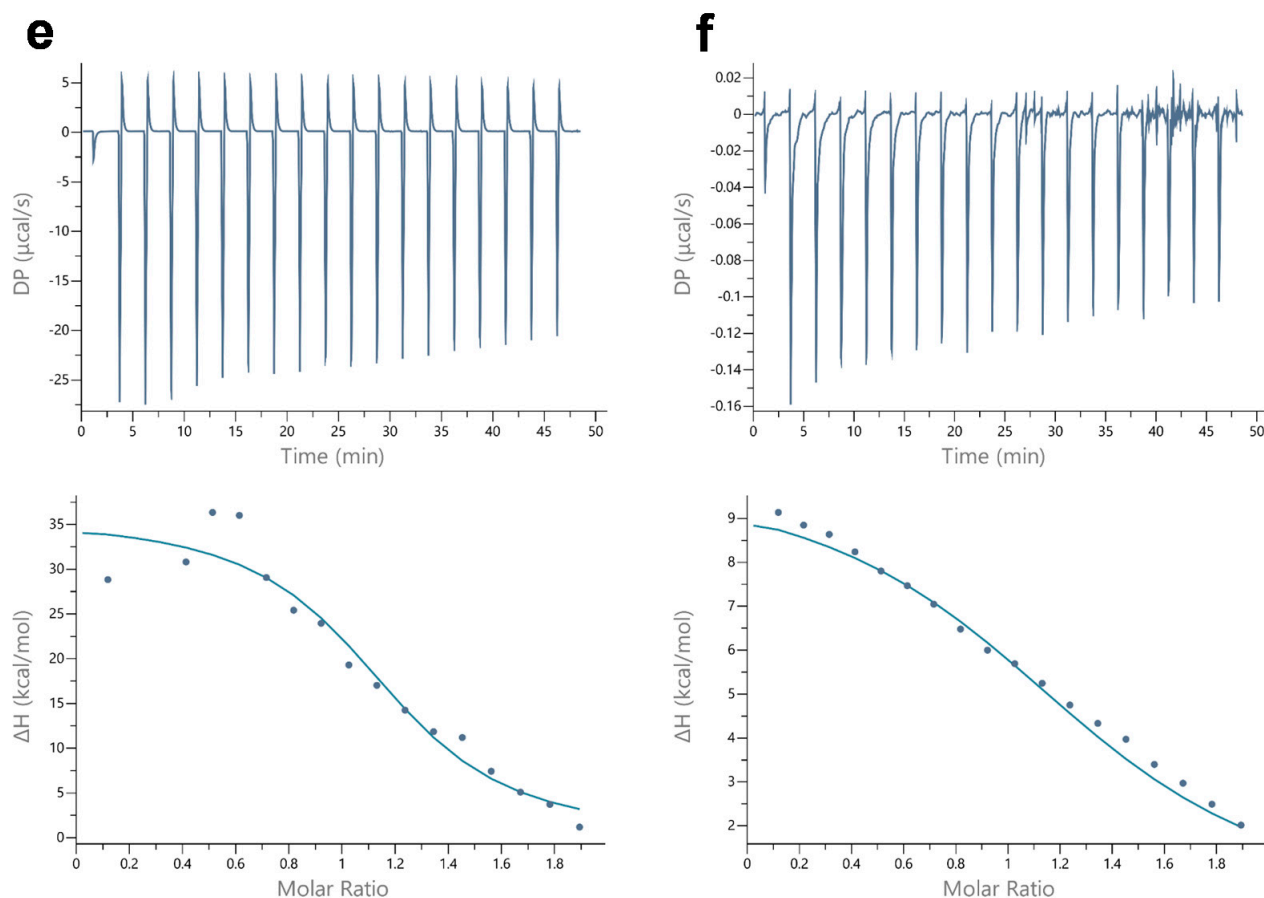 e
5
0
-5
-10
-15
-20
-25
DP (µcal/s)
0 5 10 15 20 25 30 35 40 45 50
Time (min)
f
0.02
0
-0.02
-0.04
-0.06
-0.08
-0.1
-0.12
-0.14
-0.16
DP (µcal/s)
0 5 10 15 20 25 30 35 40 45 50
Time (min)
35
30
25
20
15
10
5
0
ΔH (kcal/mol)
0 0.2 0.4 0.6 0.8 1 1.2 1.4 1.6 1.8
Molar Ratio
9
8
7
6
5
4
3
2
ΔH (kcal/mol)
0 0.2 0.4 0.6 0.8 1 1.2 1.4 1.6 1.8
Molar Ratio